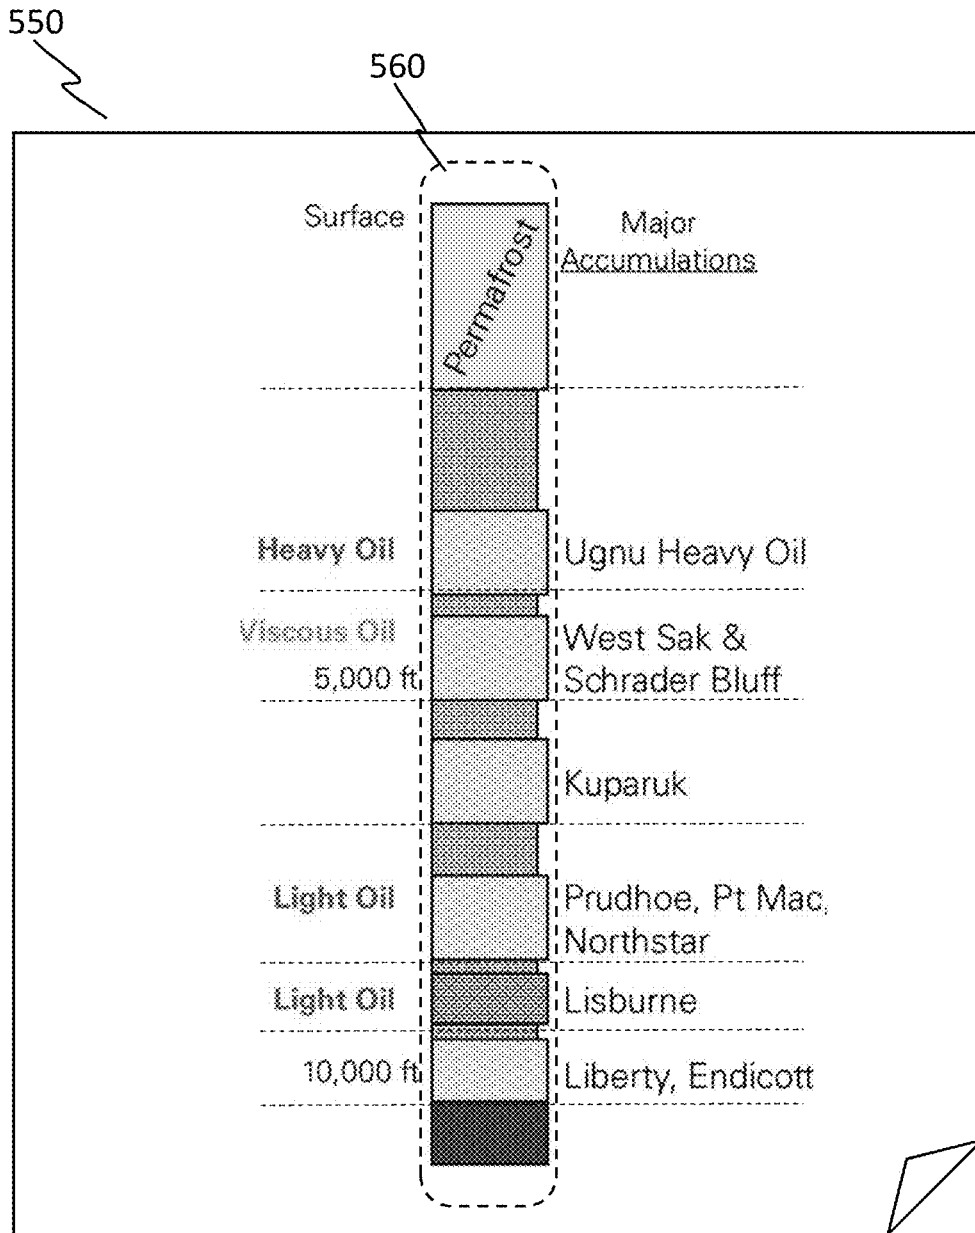 550
560
Surface
Permafrost
Major
Accumulations
Heavy Oil
Ugnu Heavy Oil
Viscous Oil
5,000 ft
West Sak &
Schrader Bluff
Kuparuk
Light Oil
Prudhoe, Pt Mac,
Northstar
Light Oil
Lisburne
10,000 ft
Liberty, Endicott